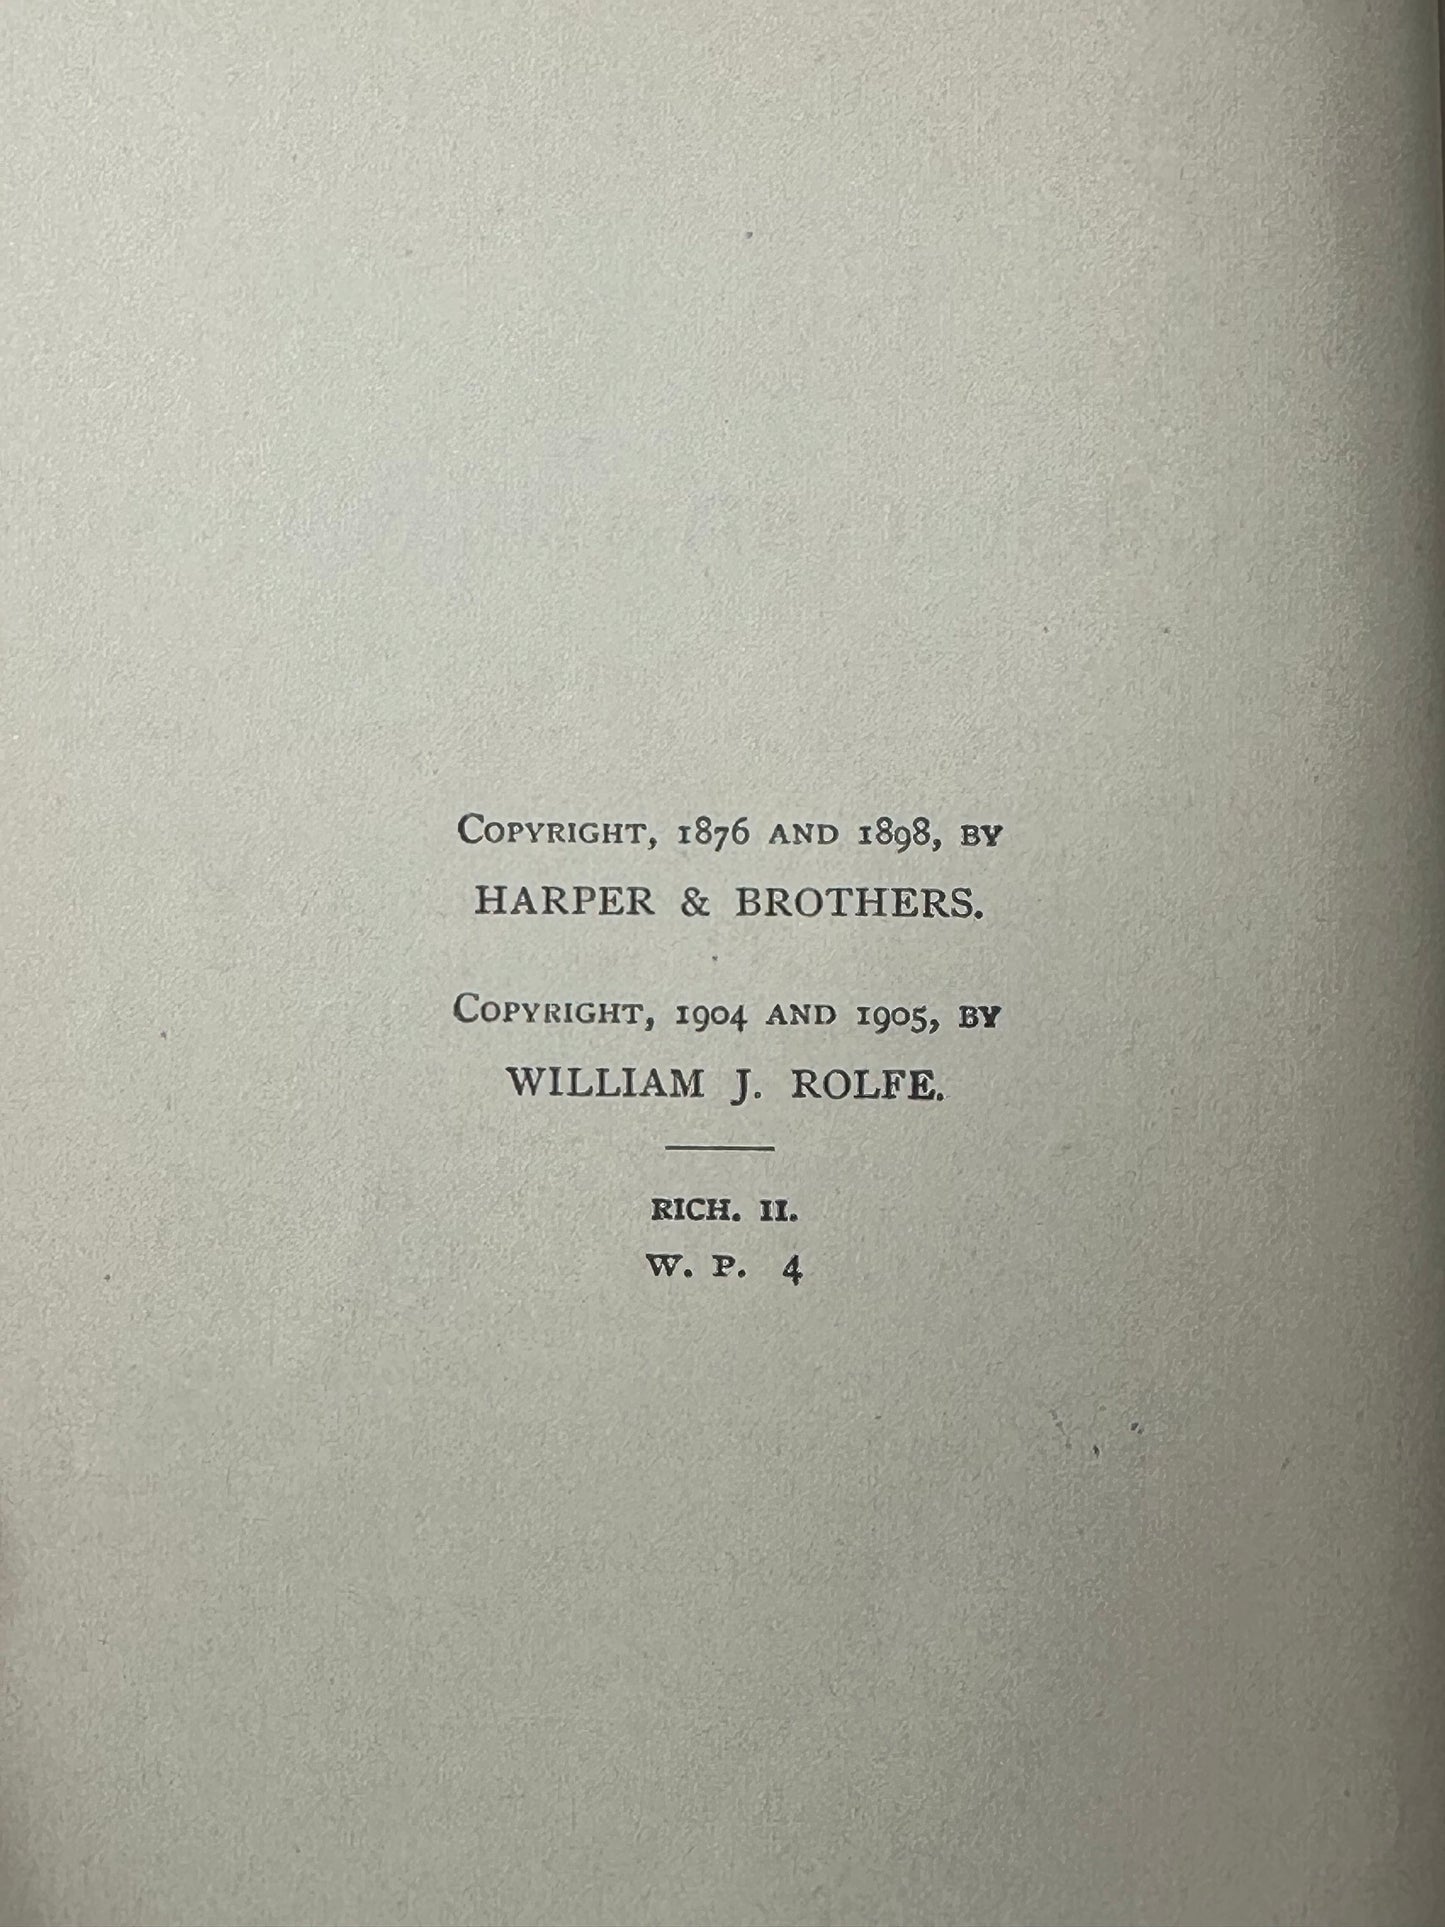 Copyright, 1876 and 1898, by
HARPER & BROTHERS.
Copyright, 1904 and 1905, by
WILLIAM J. ROLFE.
RICH. II.
W. P. 4